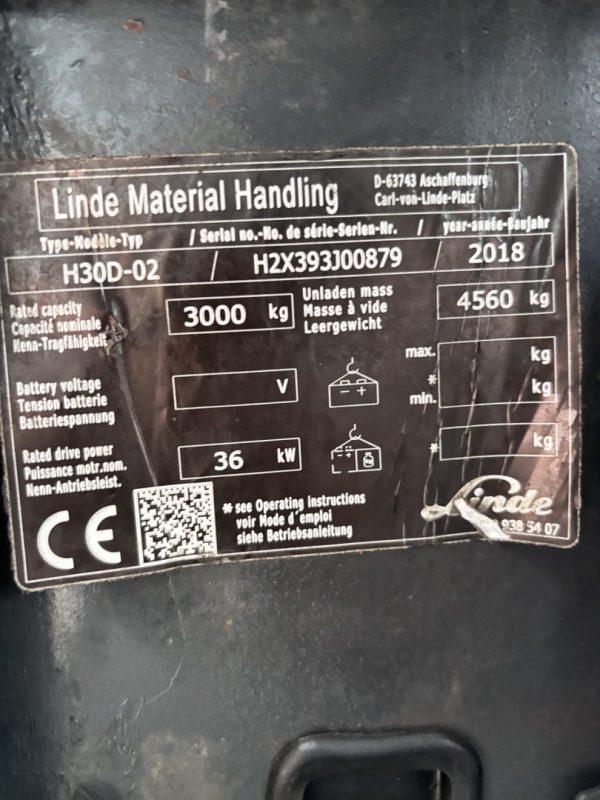 Linde Material Handling
D-63743 Aschaffenburg
Carl-von-Linde-Platz
Type-Modèle-Typ / Serial no.-No. de série-Serien-Nr. / year-année-Baujahr
H30D-02 / H2X393J00879 / 2018
Rated capacity
Capacité nominale
Nenn-Tragfähigkeit
3000 kg
Unladen mass
Masse à vide
Leergewicht
4560 kg
Battery voltage
Tension batterie
Batteriespannung
V
max. kg
*
min. kg
Rated drive power
Puissance motr.nom.
Nenn-Antriebsleist.
36 kW
* kg
CE
* see Operating instructions
voir Mode d'emploi
siehe Betriebsanleitung
Linde
938 54 07